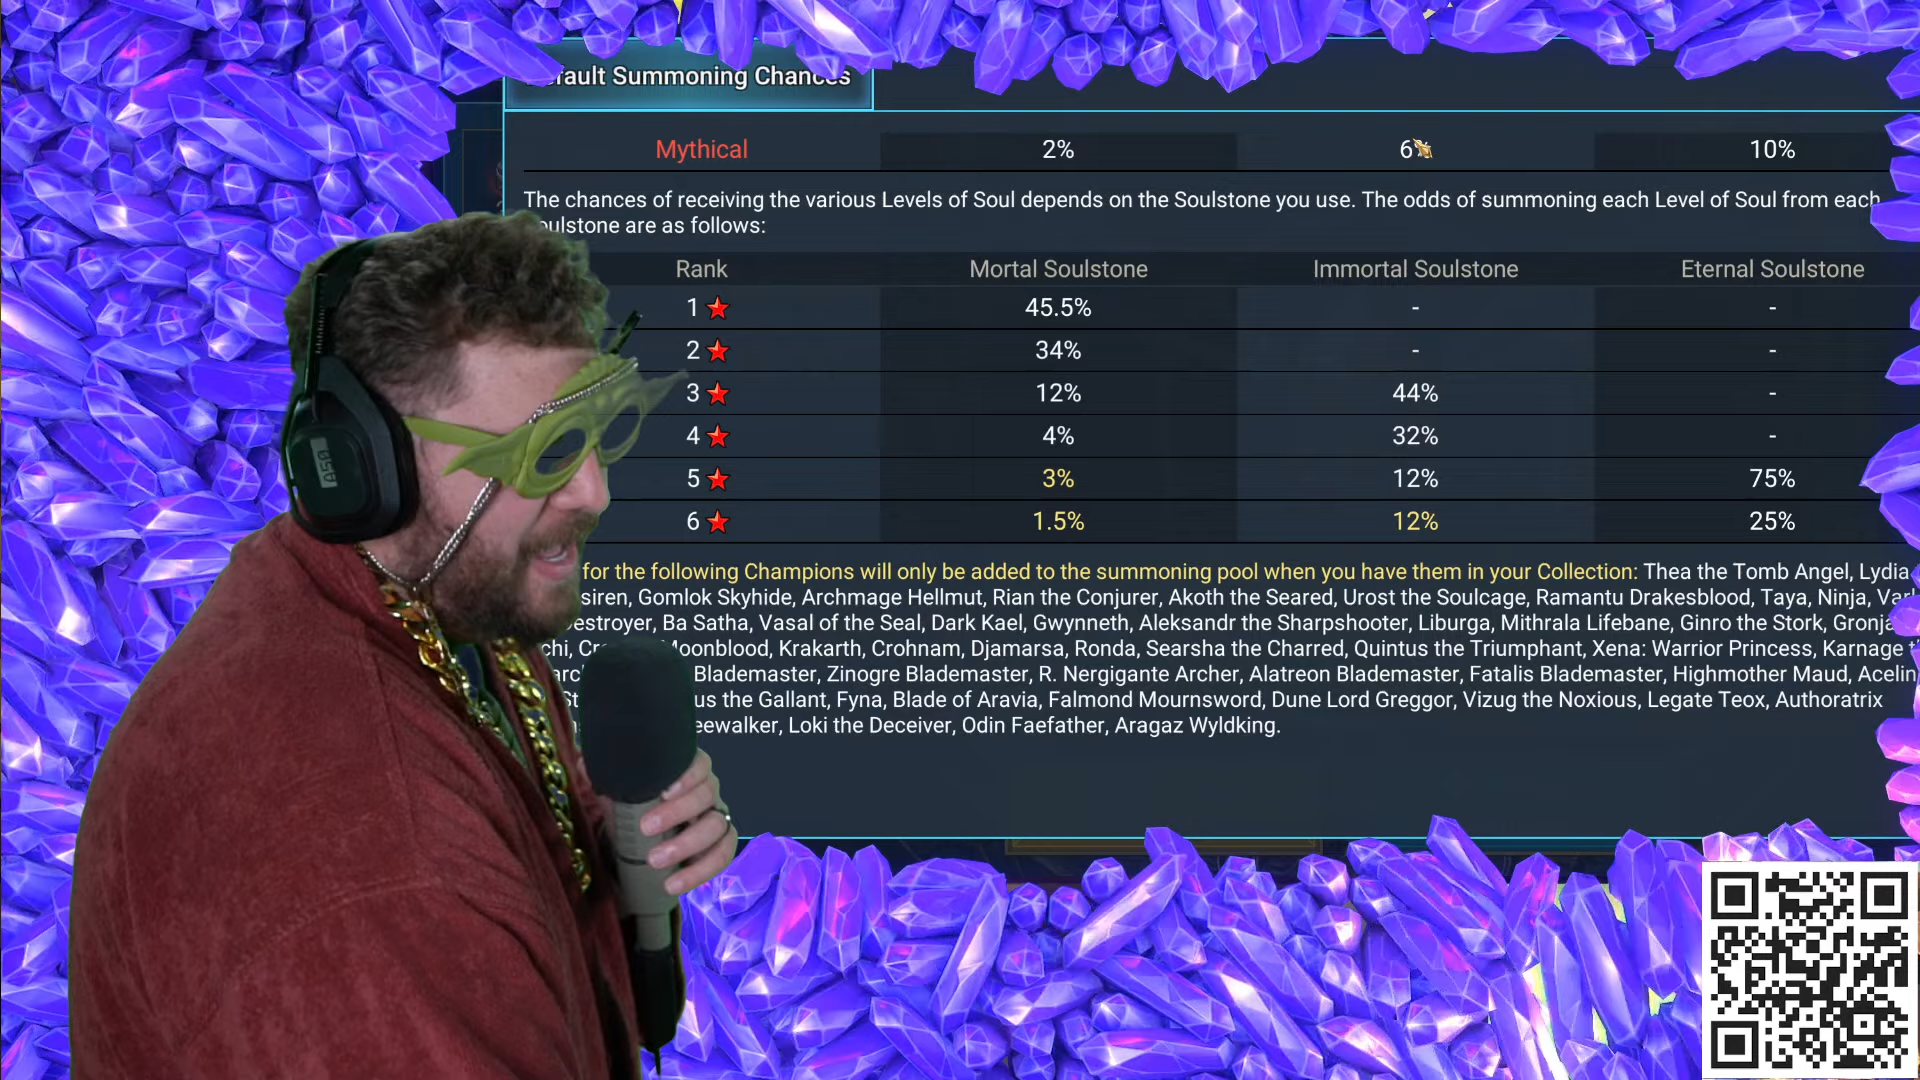 fault Summoning Chances
Mythical 2% 6 10%
The chances of receiving the various Levels of Soul depends on the Soulstone you use. The odds of summoning each Level of Soul from each
oulstone are as follows:
Rank Mortal Soulstone Immortal Soulstone Eternal Soulstone
1 45.5% - -
2 34% - -
3 12% 44% -
4 4% 32% -
5 3% 12% 75%
6 1.5% 12% 25%
for the following Champions will only be added to the summoning pool when you have them in your Collection: Thea the Tomb Angel, Lydia
siren, Gomlok Skyhide, Archmage Hellmut, Rian the Conjurer, Akoth the Seared, Urost the Soulcage, Ramantu Drakesblood, Taya, Ninja,
estroyer, Ba Satha, Vasal of the Seal, Dark Kael, Gwynneth, Aleksandr the Sharpshooter, Liburga, Mithrala Lifebane, Ginro the Stork, Gronja
chi, Moonblood, Krakarth, Crohnam, Djamarsa, Ronda, Searsha the Charred, Quintus the Triumphant, Xena: Warrior Princess, Karnage
Blademaster, Zinogre Blademaster, R. Nergigante Archer, Alatreon Blademaster, Fatalis Blademaster, Highmother Maud, Acelin
us the Gallant, Fyna, Blade of Aravia, Falmond Mournsword, Dune Lord Greggor, Vizug the Noxious, Legate Teox, Authoratrix
eewalker, Loki the Deceiver, Odin Faefather, Aragaz Wyldking.
A50